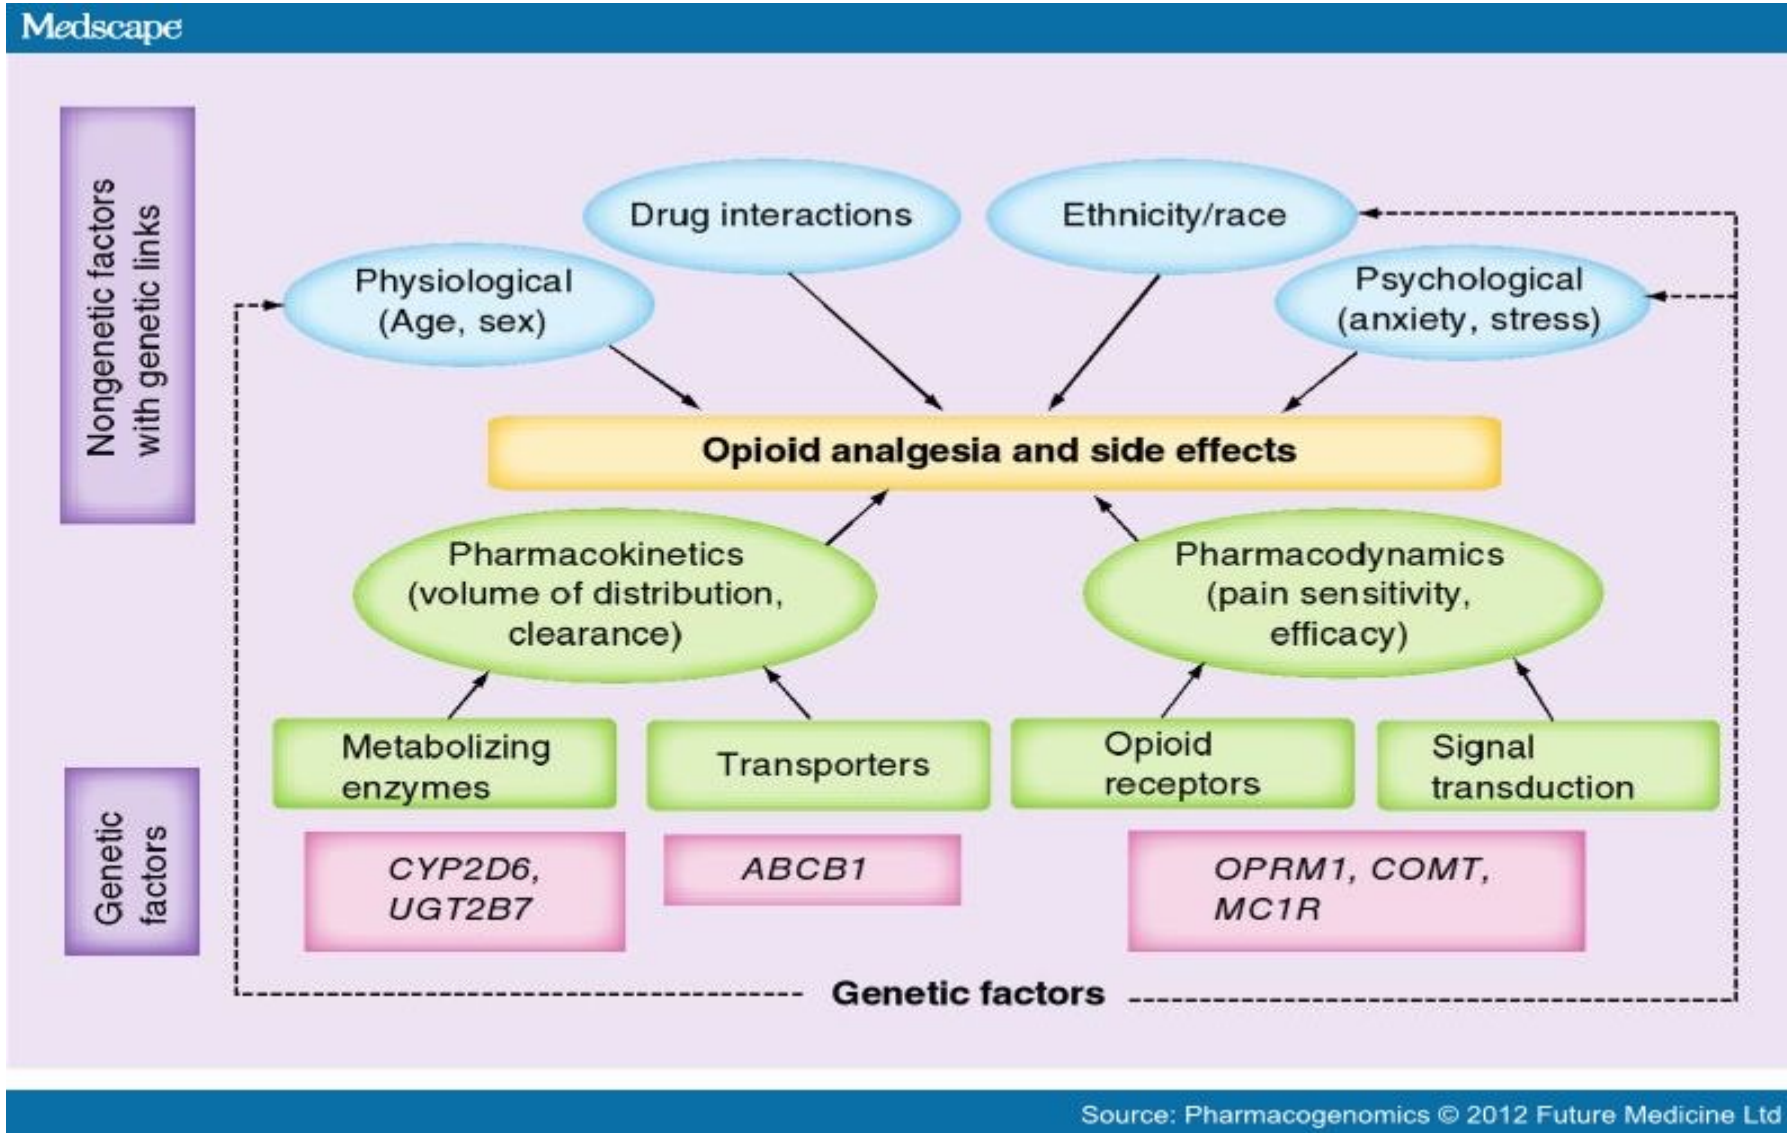 Medscape
Nongenetic factors
with genetic links
Drug interactions
Ethnicity/race
Physiological
(Age, sex)
Psychological
(anxiety, stress)
Opioid analgesia and side effects
Pharmacokinetics
(volume of distribution,
clearance)
Pharmacodynamics
(pain sensitivity,
efficacy)
Metabolizing
enzymes
Transporters
Opioid
receptors
Signal
transduction
Genetic
factors
CYP2D6,
UGT2B7
ABCB1
OPRM1, COMT,
MC1R
Genetic factors
Source: Pharmacogenomics © 2012 Future Medicine Ltd